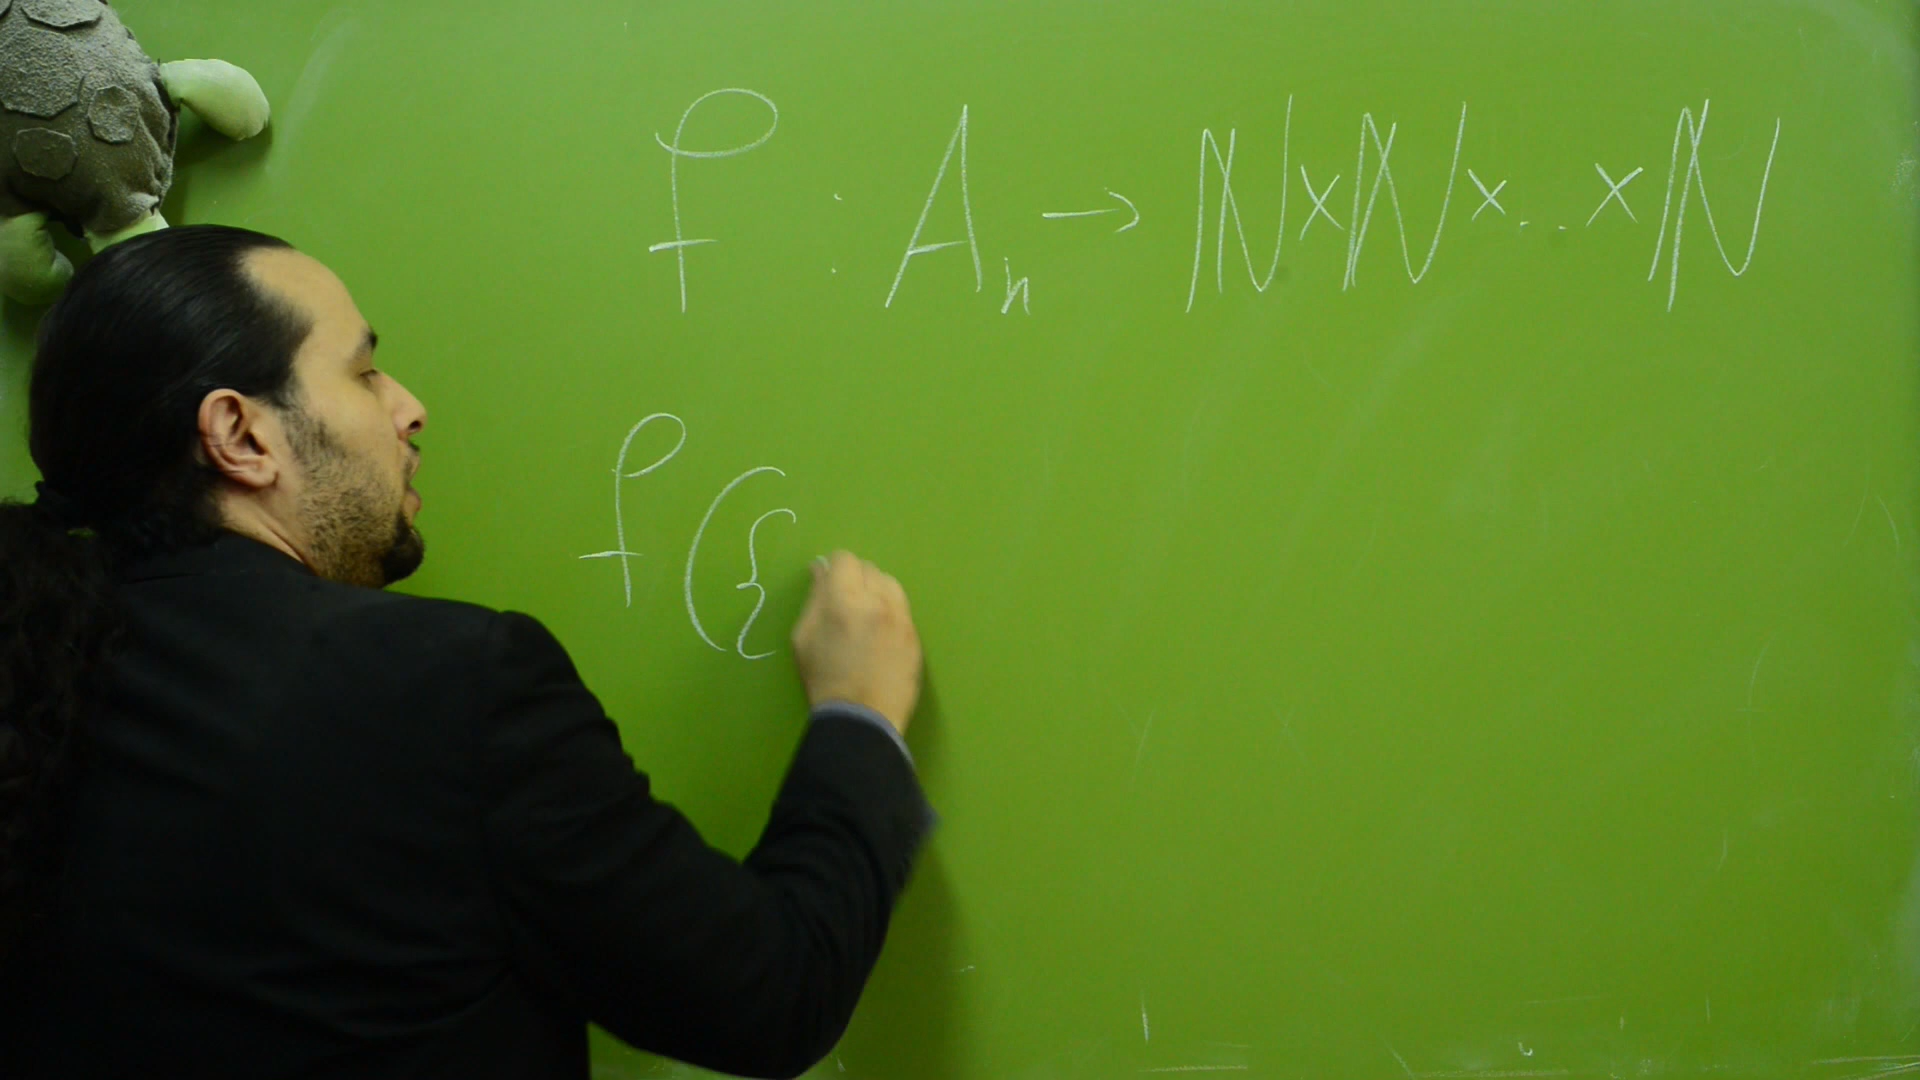 f : Aₙ → ℕ × ℕ × ... × ℕ
f({